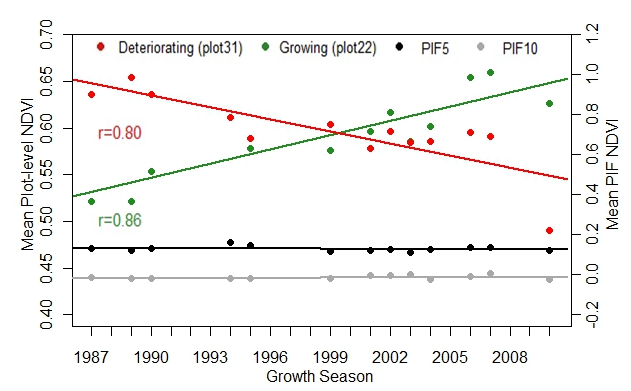 Deteriorating (plot31) Growing (plot22) PIF5 PIF10
Mean Plot-level NDVI
0.70
0.65
0.60
0.55
0.50
0.45
0.40
r=0.80
r=0.86
1.2
1.0
0.8
0.6
0.4
0.2
0.0
-0.2
Mean PIF NDVI
1987 1990 1993 1996 1999 2002 2005 2008
Growth Season